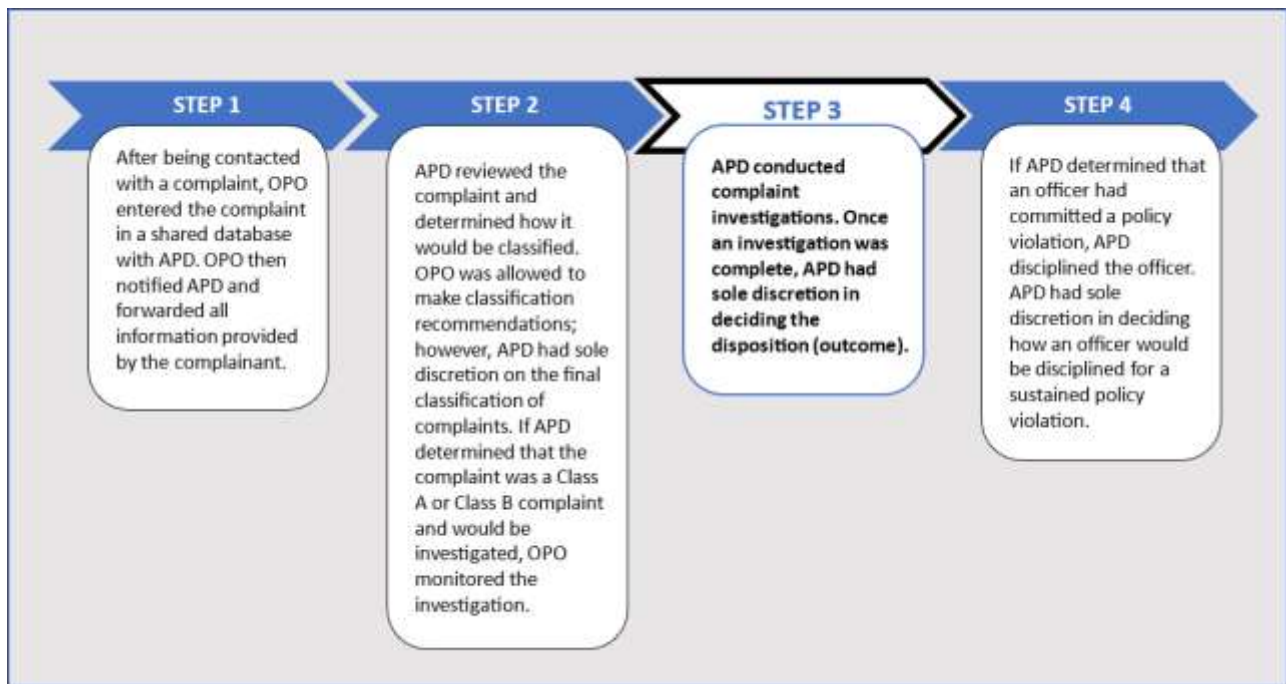 STEP 1
After being contacted
with a complaint, OPO
entered the complaint
in a shared database
with APD. OPO then
notified APD and
forwarded all
information provided
by the complainant.
STEP 2
APD reviewed the
complaint and
determined how it
would be classified.
OPO was allowed to
make classification
recommendations;
however, APD had sole
discretion on the final
classification of
complaints. If APD
determined that the
complaint was a Class
A or Class B complaint
and would be
investigated, OPO
monitored the
investigation.
STEP 3
APD conducted
complaint
investigations. Once
an investigation was
complete, APD had
sole discretion in
deciding the
disposition (outcome).
STEP 4
If APD determined that
an officer had
committed a policy
violation, APD
disciplined the officer.
APD had sole
discretion in deciding
how an officer would
be disciplined for a
sustained policy
violation.